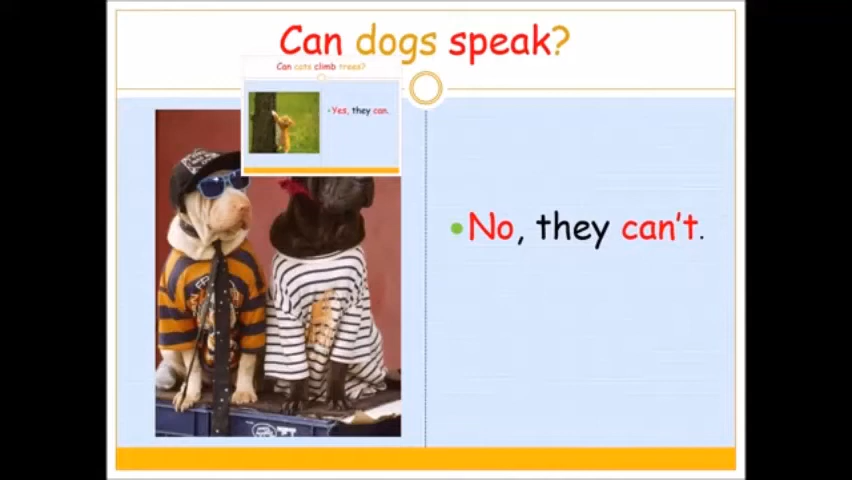 Can dogs speak?
Can cats climb trees?
•Yes, they can.
•No, they can't.